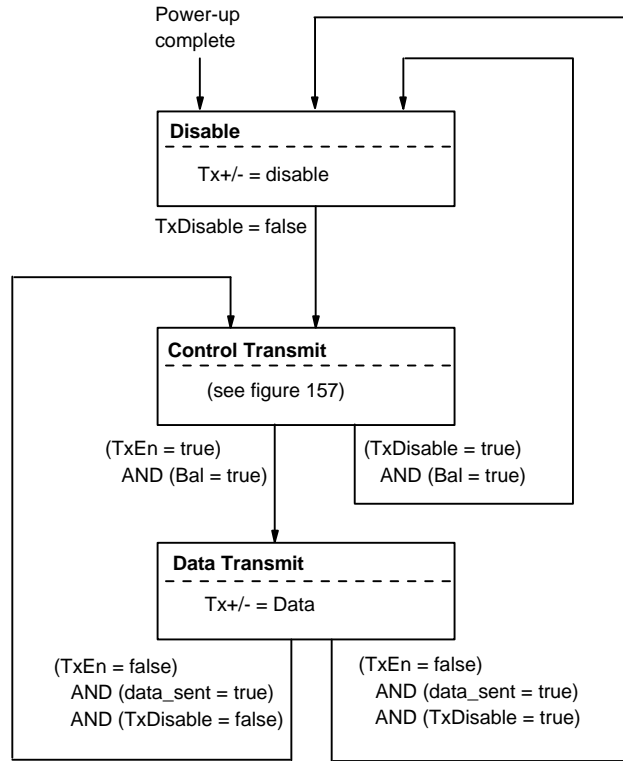 Power-up
complete
Disable
Tx+/- = disable
TxDisable = false
Control Transmit
(see figure 157)
(TxEn = true)
AND (Bal = true)
(TxDisable = true)
AND (Bal = true)
Data Transmit
Tx+/- = Data
(TxEn = false)
AND (data_sent = true)
AND (TxDisable = false)
(TxEn = false)
AND (data_sent = true)
AND (TxDisable = true)